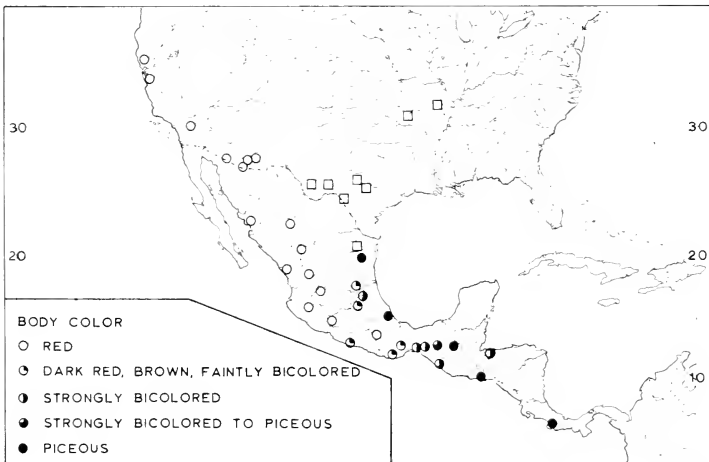 30 30
20 20
10
BODY COLOR
RED
DARK RED, BROWN, FAINTLY BICOLORED
STRONGLY BICOLORED
STRONGLY BICOLORED TO PICEOUS
PICEOUS